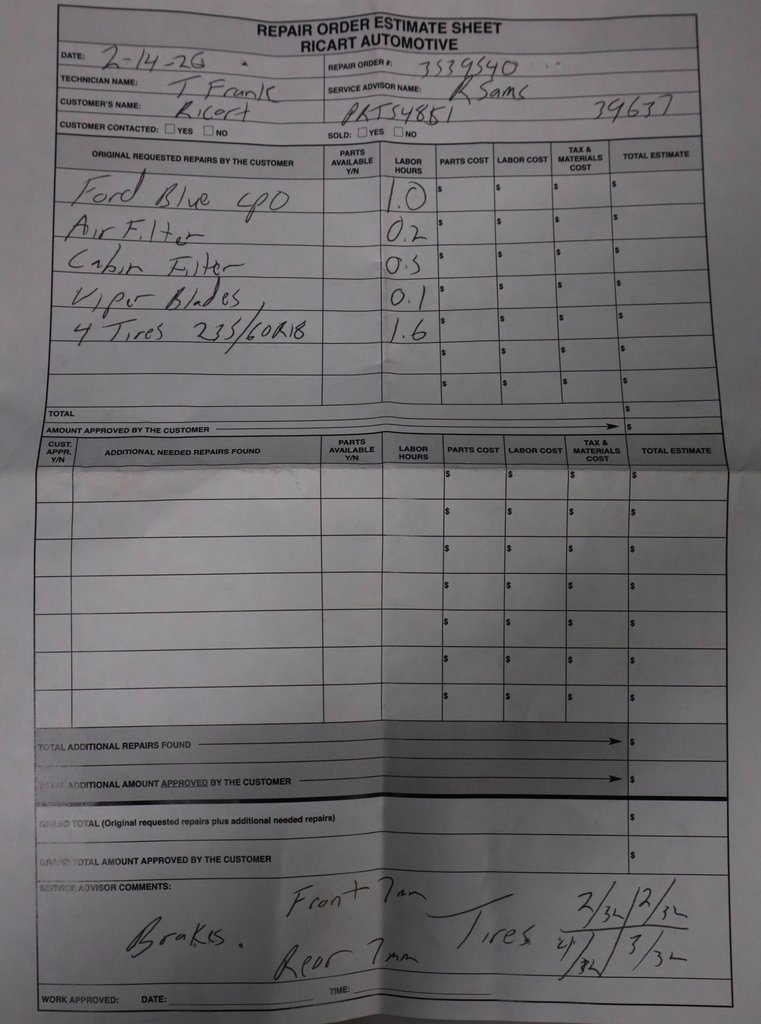 REPAIR ORDER ESTIMATE SHEET
RICART AUTOMOTIVE
DATE: 2-14-26 REPAIR ORDER #: 3539540
TECHNICIAN NAME: T Frank SERVICE ADVISOR NAME: R Sams
CUSTOMER'S NAME: Ricart PRTS4851 39637
CUSTOMER CONTACTED: YES NO SOLD: YES NO
ORIGINAL REQUESTED REPAIRS BY THE CUSTOMER PARTS AVAILABLE Y/N LABOR HOURS PARTS COST LABOR COST TAX & MATERIALS COST TOTAL ESTIMATE
Ford Blue CPO 1.0 $ $ $ $
Air Filter 0.2 $ $ $ $
Cabin Filter 0.5 $ $ $ $
Wiper Blades 0.1 $ $ $ $
4 Tires 235/60R18 1.6 $ $ $ $
$ $ $ $
$ $ $ $
TOTAL $
AMOUNT APPROVED BY THE CUSTOMER $
CUST. APPR. Y/N ADDITIONAL NEEDED REPAIRS FOUND PARTS AVAILABLE Y/N LABOR HOURS PARTS COST LABOR COST TAX & MATERIALS COST TOTAL ESTIMATE
$ $ $ $
$ $ $ $
$ $ $ $
$ $ $ $
$ $ $ $
$ $ $ $
$ $ $ $
TOTAL ADDITIONAL REPAIRS FOUND $
TOTAL ADDITIONAL AMOUNT APPROVED BY THE CUSTOMER $
GRAND TOTAL (Original requested repairs plus additional needed repairs) $
GRAND TOTAL AMOUNT APPROVED BY THE CUSTOMER $
SERVICE ADVISOR COMMENTS:
Front 7mm 2/32 2/32
Brakes. Tires
Rear 7mm 4/32 3/32
WORK APPROVED: DATE: TIME: